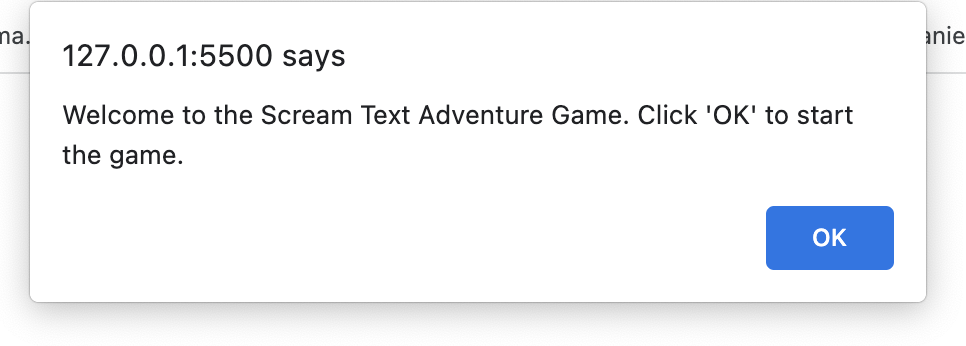 127.0.0.1:5500 says
Welcome to the Scream Text Adventure Game. Click 'OK' to start
the game.
OK